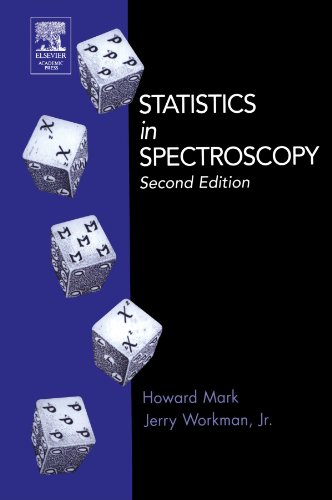 ELSEVIER
ACADEMIC
PRESS
STATISTICS
in
SPECTROSCOPY
Second Edition
Howard Mark
Jerry Workman, Jr.